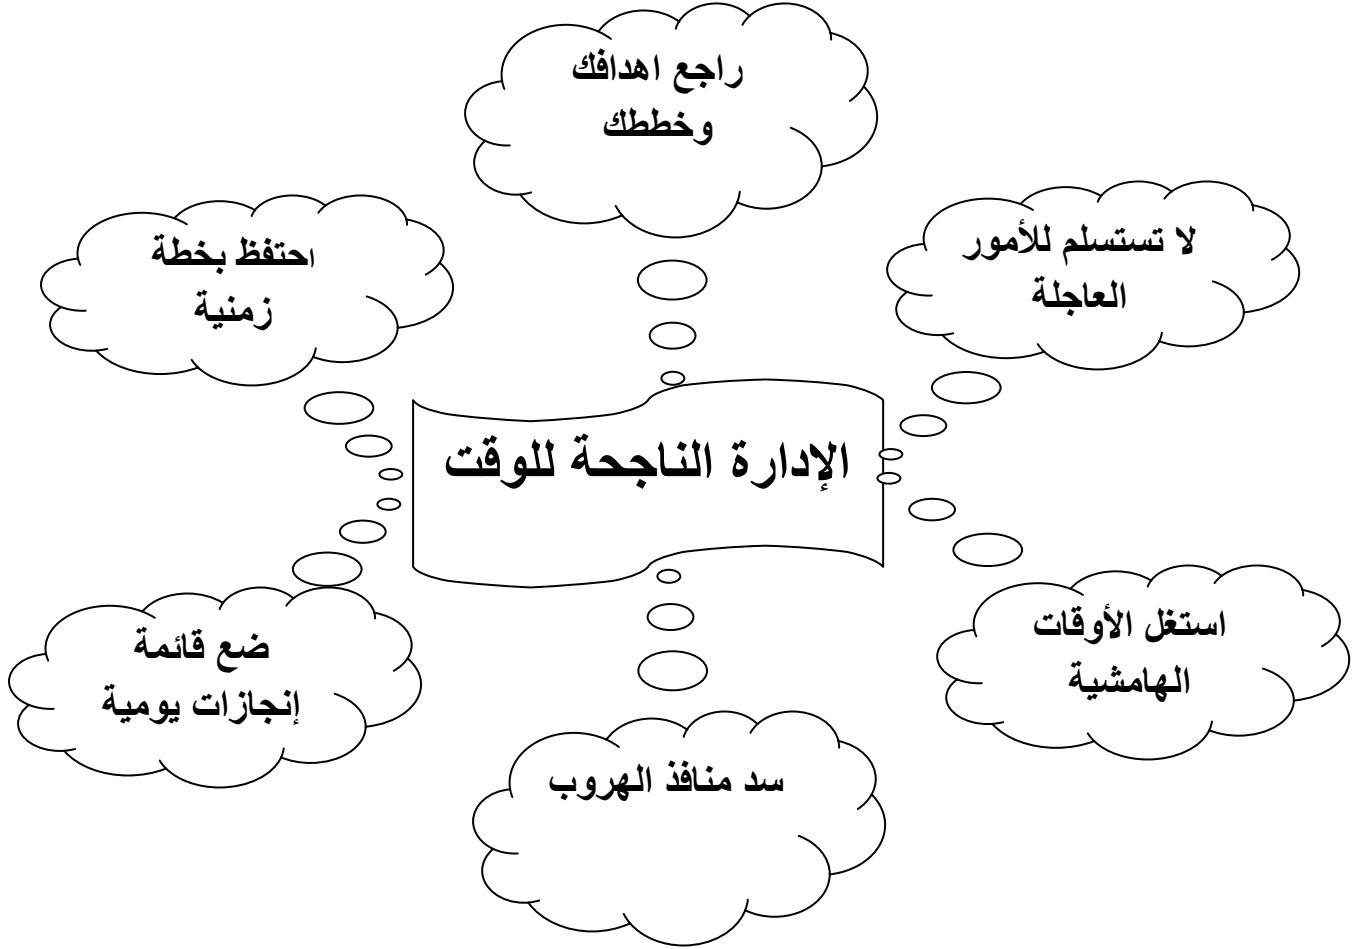 راجع اهدافك
وخططك
لا تستسلم للأمور
العاجلة
احتفظ بخطة
زمنية
الإدارة الناجحة للوقت
استغل الأوقات
الهامشية
ضع قائمة
إنجازات يومية
سد منافذ الهروب